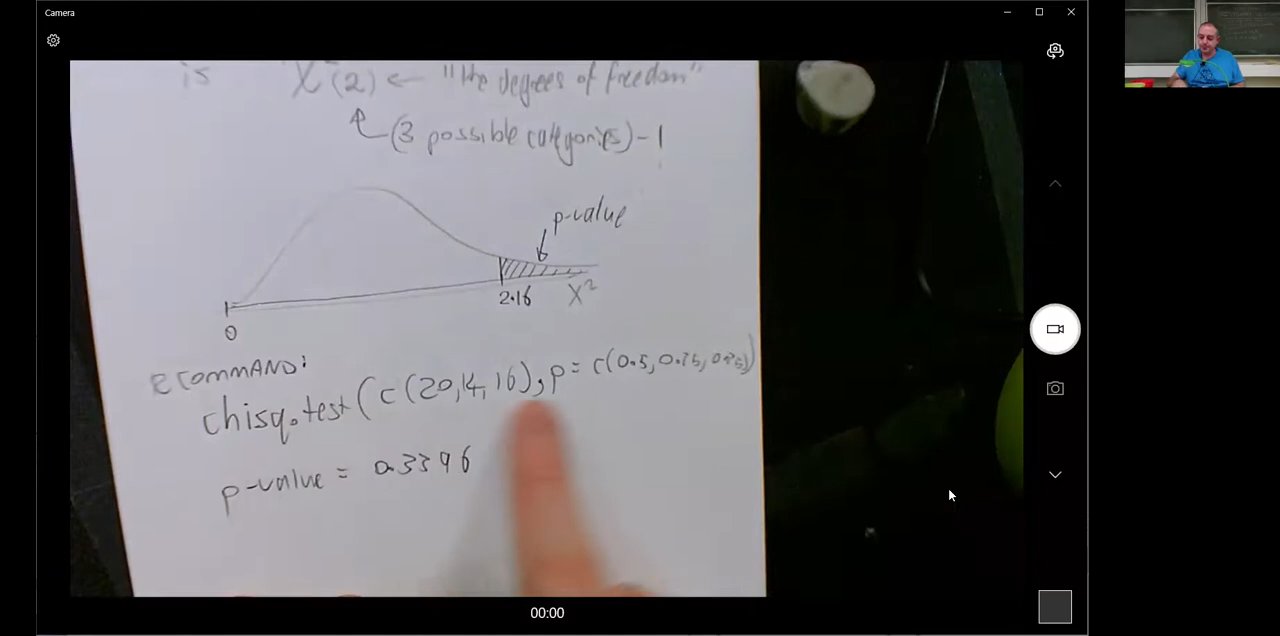 Camera
is X²(2) ← "the degrees of freedom"
(3 possible categories) - 1
p-value
2.16 X²
0
R COMMAND:
chisq.test (c(20,14,16), p = c(0.5, 0.25, 0.25))
p-value = 0.3396
00:00